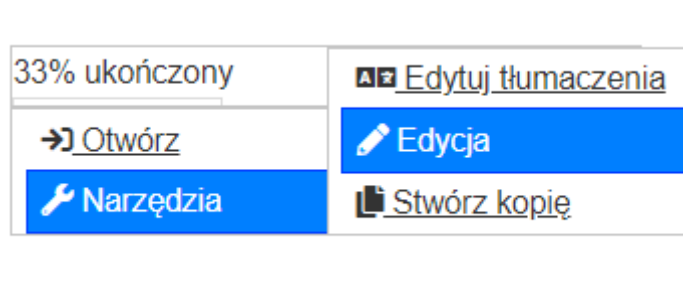 33% ukończony
Otwórz
Narzędzia
Edytuj tłumaczenia
Edycja
Stwórz kopię